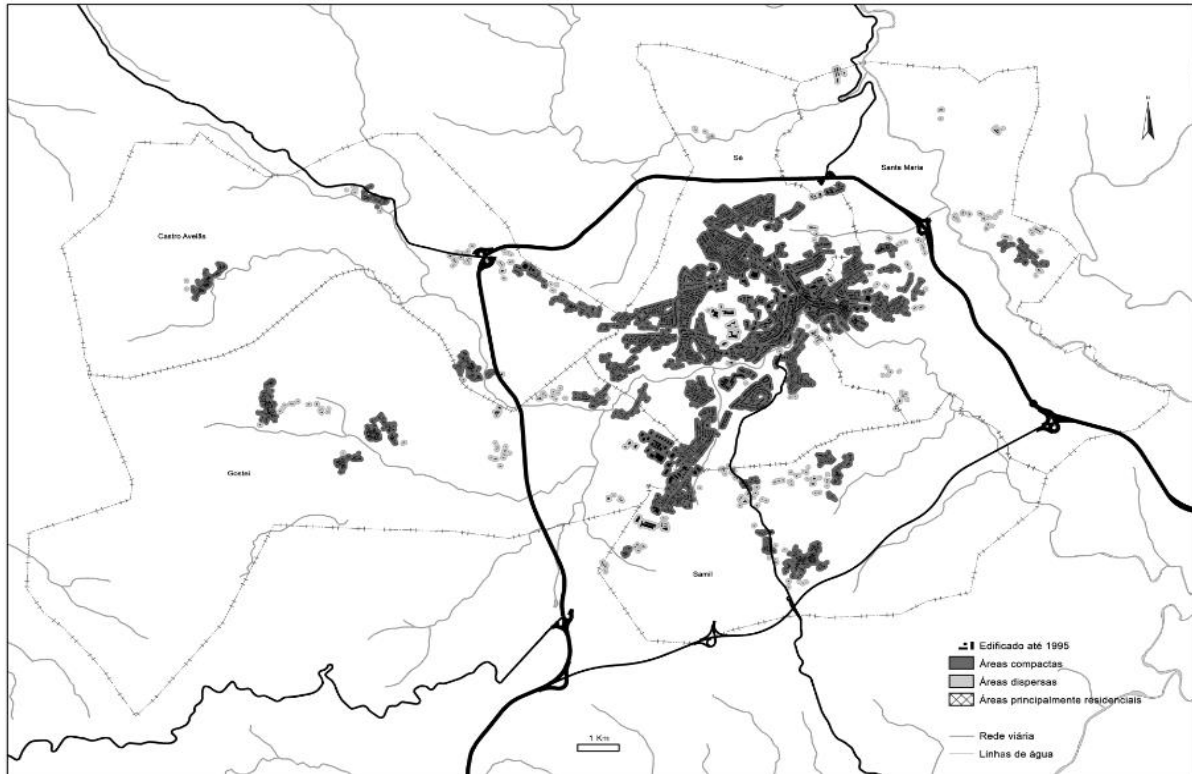 N
Sé
Santa Maria
Castro Avelãs
Gostei
Samil
Edificado até 1995
Áreas compactas
Áreas dispersas
Áreas principalmente residenciais
1 Km
Rede viária
Linhas de água